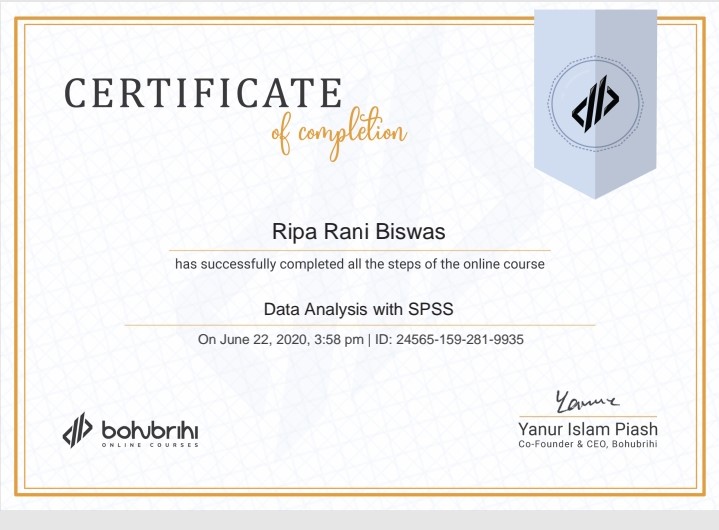 CERTIFICATE
of completion
Ripa Rani Biswas
has successfully completed all the steps of the online course
Data Analysis with SPSS
On June 22, 2020, 3:58 pm | ID: 24565-159-281-9935
bohubrihi
ONLINE COURSES
Yanur Islam Piash
Co-Founder & CEO, Bohubrihi